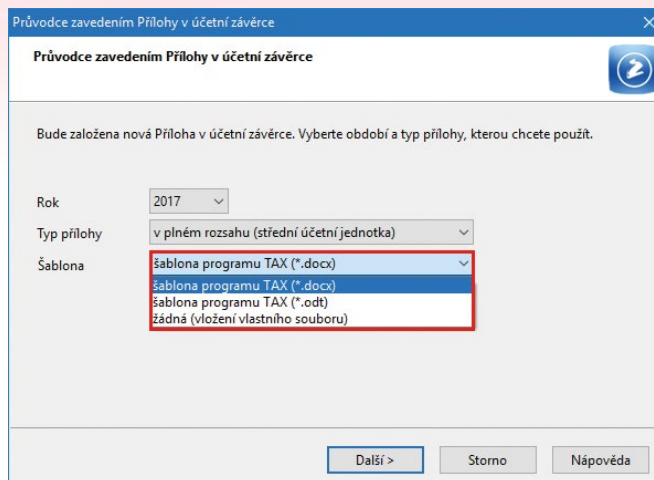 Průvodce zavedením Přílohy v účetní závěrce
Průvodce zavedením Přílohy v účetní závěrce
Bude založena nová Příloha v účetní závěrce. Vyberte období a typ přílohy, kterou chcete použít.
Rok 2017
Typ přílohy v plném rozsahu (střední účetní jednotka)
Šablona šablona programu TAX (*.docx)
šablona programu TAX (*.docx)
šablona programu TAX (*.odt)
žádná (vložení vlastního souboru)
Další > Storno Nápověda